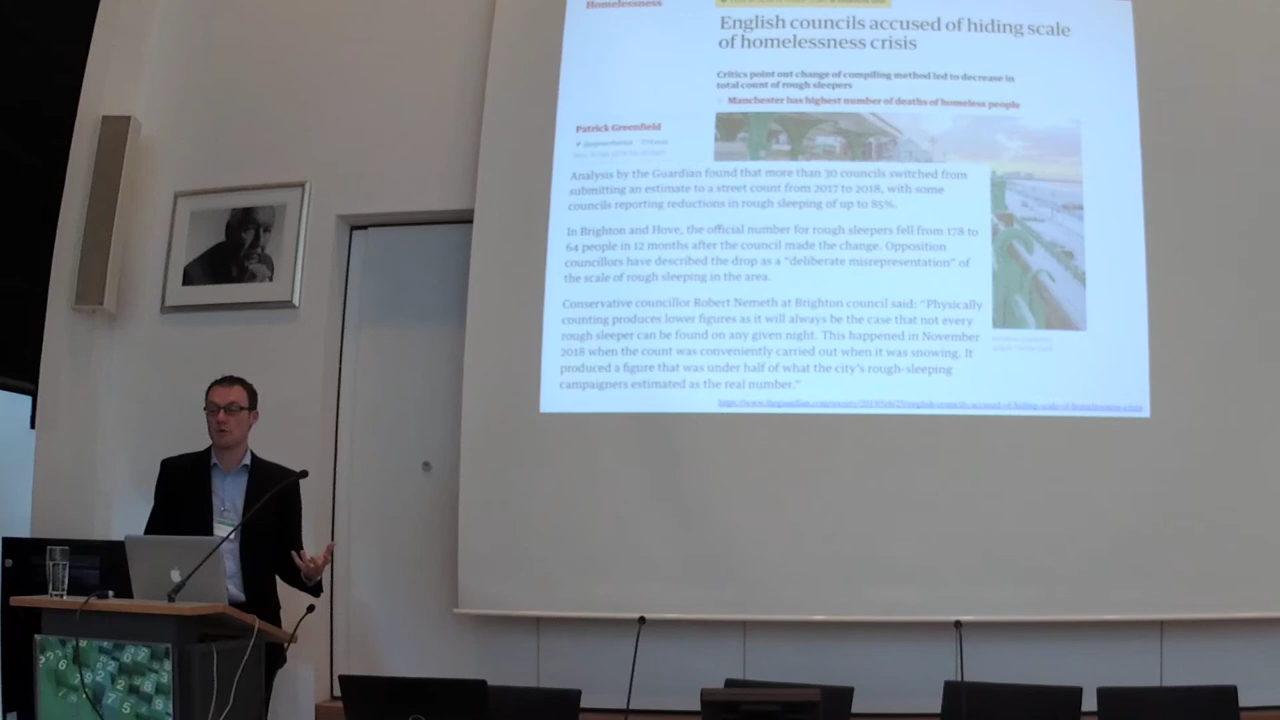 Homelessness
English councils accused of hiding scale
of homelessness crisis
Critics point out change of compiling method led to decrease in
total count of rough sleepers
Manchester has highest number of deaths of homeless people
Patrick Greenfield
Analysis by the Guardian found that more than 30 councils switched from
submitting an estimate to a street count from 2017 to 2018, with some
councils reporting reductions in rough sleeping of up to 85%.
In Brighton and Hove, the official number for rough sleepers fell from 178 to
64 people in 12 months after the council made the change. Opposition
councillors have described the drop as a “deliberate misrepresentation” of
the scale of rough sleeping in the area.
Conservative councillor Robert Nemeth at Brighton council said: “Physically
counting produces lower figures as it will always be the case that not every
rough sleeper can be found on any given night. This happened in November
2018 when the count was conveniently carried out when it was snowing. It
produced a figure that was under half of what the city’s rough-sleeping
campaigners estimated as the real number.”